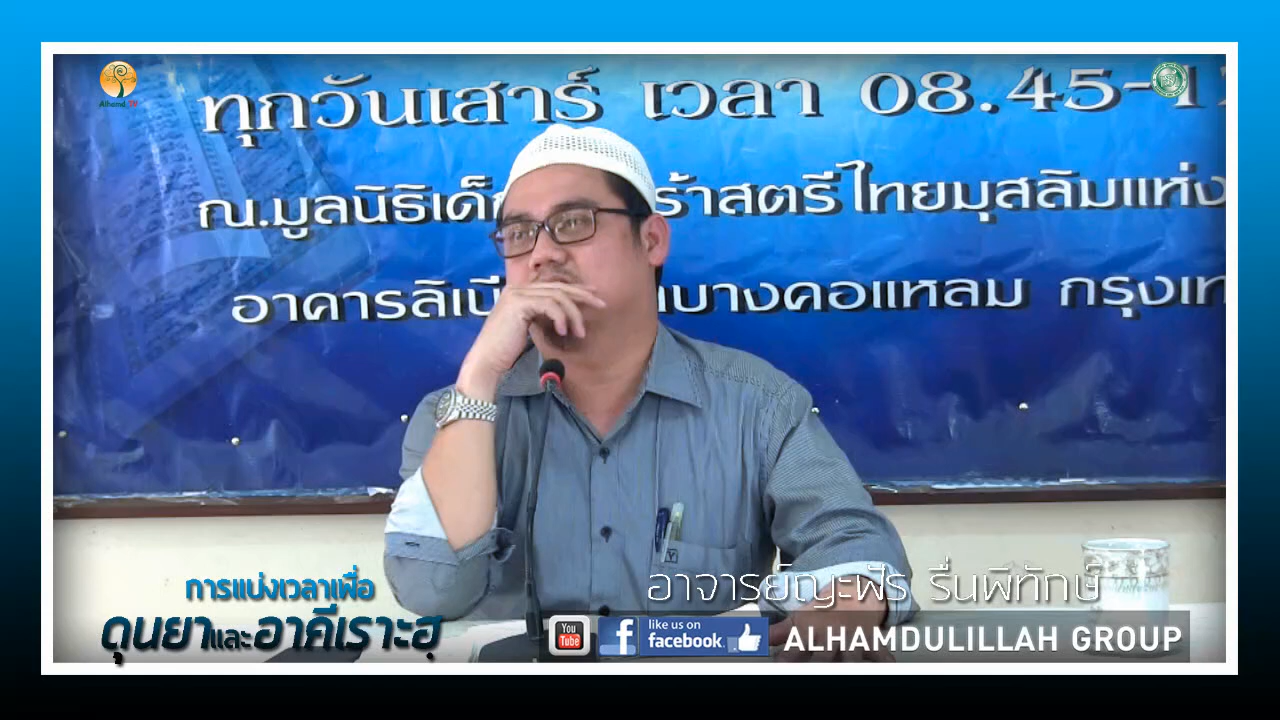 Alhamd_TV
ทุกวันเสาร์ เวลา 08.45-1
ณ.มูลนิธิเด็ก ร้าสตรีไทยมุสลิมแห่ง
อาคารลิเบี บางคอแหลม กรุงเท
การแบ่งเวลาเพื่อ
ดุนยาและอาคีเราะฮฺ
อาจารย์ญะฟัร รื่นพิทักษ์
You
Tube
f
like us on
facebook.
ALHAMDULILLAH GROUP